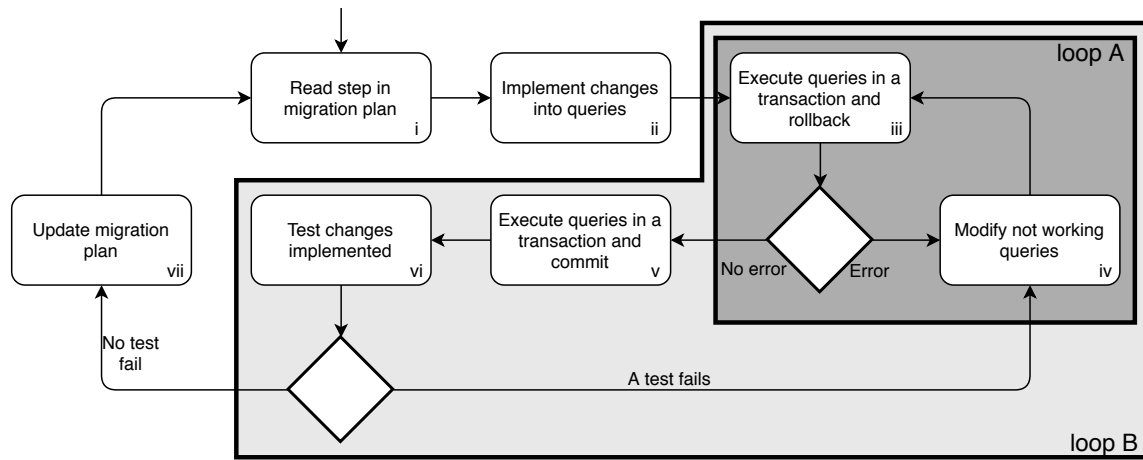 loop A
Read step in
migration plan
i
Implement changes
into queries
ii
Execute queries in a
transaction and
rollback
iii
Update migration
plan
vii
Test changes
implemented
vi
Execute queries in a
transaction and
commit
v
No error
Error
Modify not working
queries
iv
No test
fail
A test fails
loop B